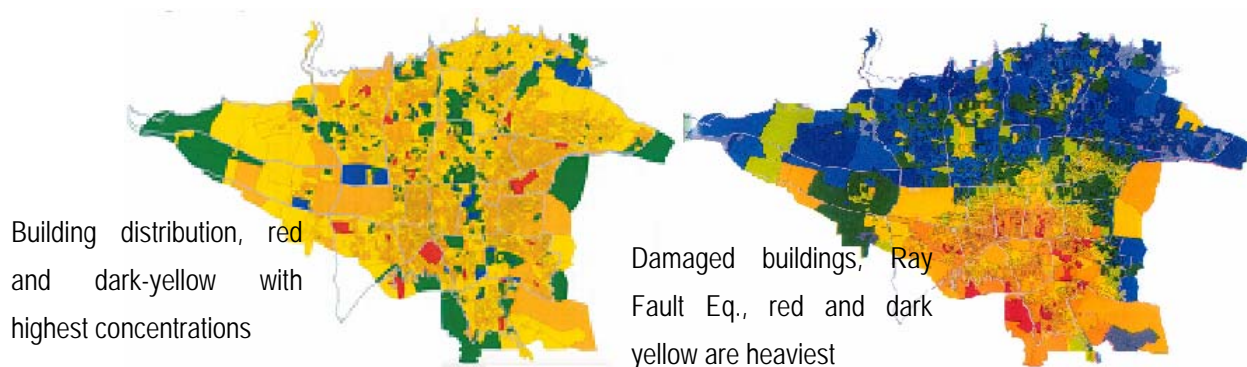 Building distribution, red
and dark-yellow with
highest concentrations
Damaged buildings, Ray
Fault Eq., red and dark
yellow are heaviest